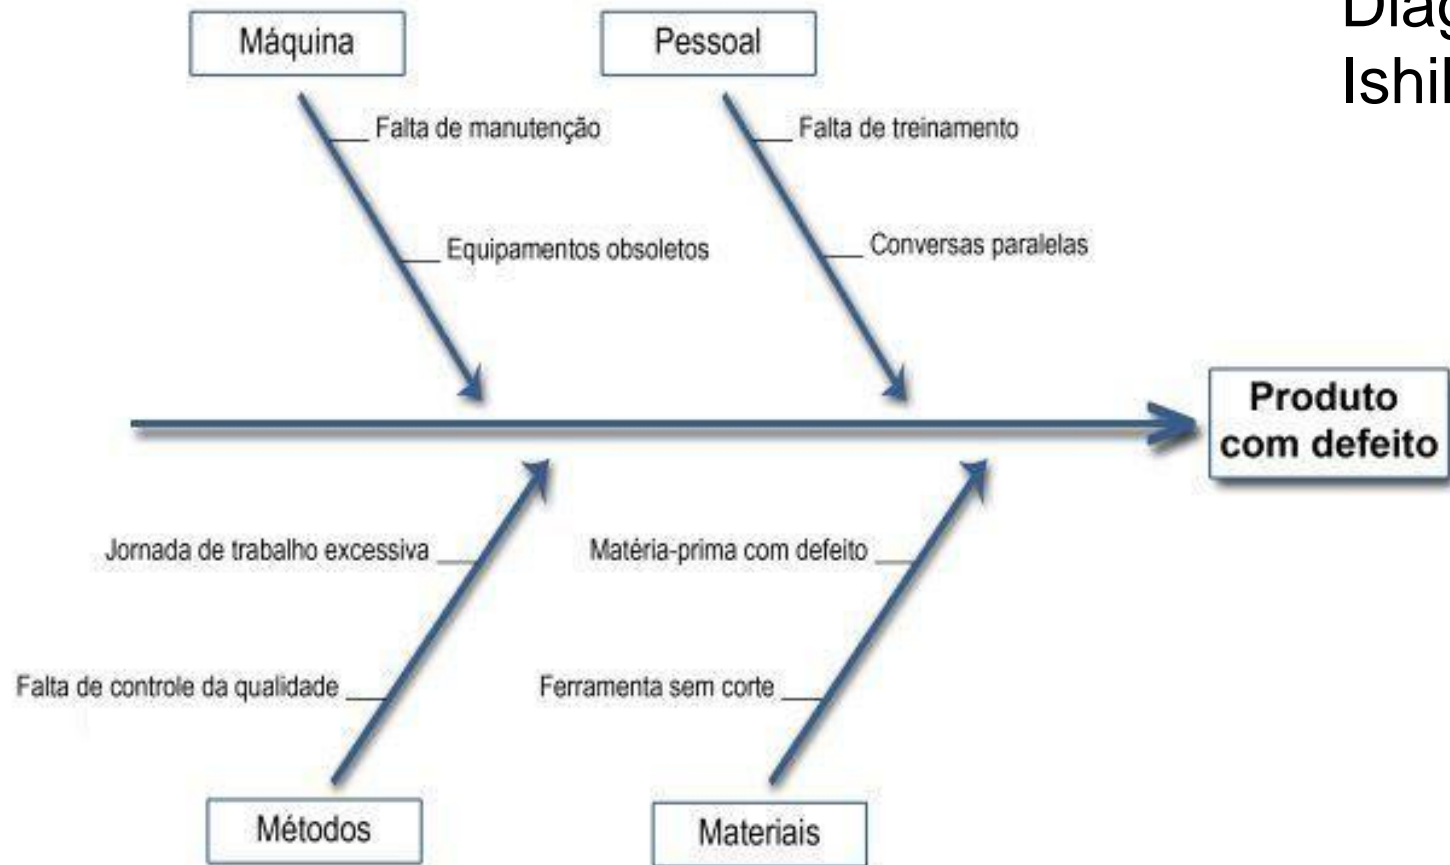 Máquina
Pessoal
Falta de manutenção
Falta de treinamento
Equipamentos obsoletos
Conversas paralelas
Produto
com defeito
Jornada de trabalho excessiva
Matéria-prima com defeito
Falta de controle da qualidade
Ferramenta sem corte
Métodos
Materiais